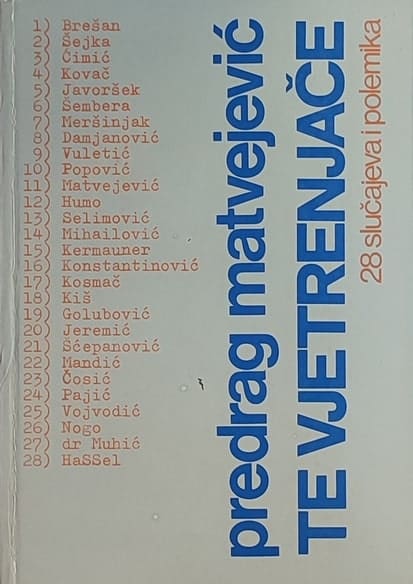 1) Brešan
2) Šejka
3) Čimić
4) Kovač
5) Javoršek
6) Šembera
7) Meršinjak
8) Damjanović
9) Vuletić
10) Popović
11) Matvejević
12) Humo
13) Selimović
14) Mihailović
15) Kermauner
16) Konstantinović
17) Kosmač
18) Kiš
19) Golubović
20) Jeremić
21) Šćepanović
22) Mandić
23) Čosić
24) Pajić
25) Vojvodić
26) Nogo
27) dr Muhić
28) HaSSel
predrag matvejević
TE VJETRENJAČE
28 slučajeva i polemika